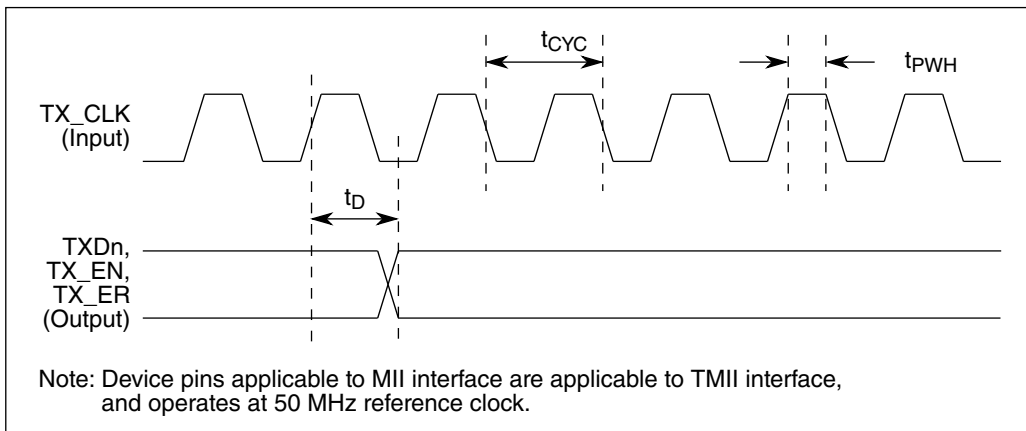 tCYC
tPWH
TX_CLK
(Input)
tD
TXDn,
TX_EN,
TX_ER
(Output)
Note: Device pins applicable to MII interface are applicable to TMII interface,
and operates at 50 MHz reference clock.